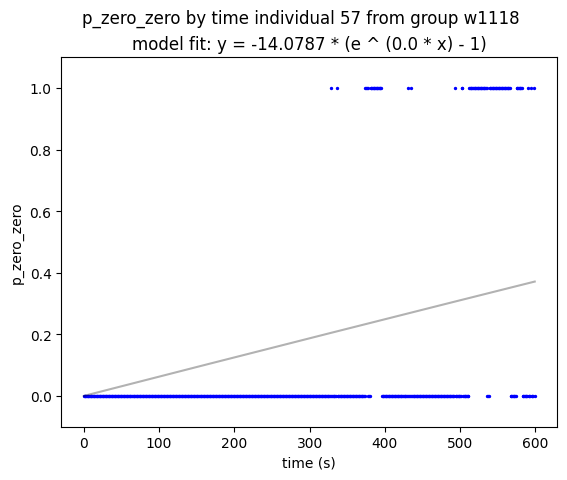 p_zero_zero by time individual 57 from group w1118
model fit: y = -14.0787 * (e ^ (0.0 * x) - 1)
1.0
0.8
0.6
0.4
0.2
0.0
p_zero_zero
0 100 200 300 400 500 600
time (s)